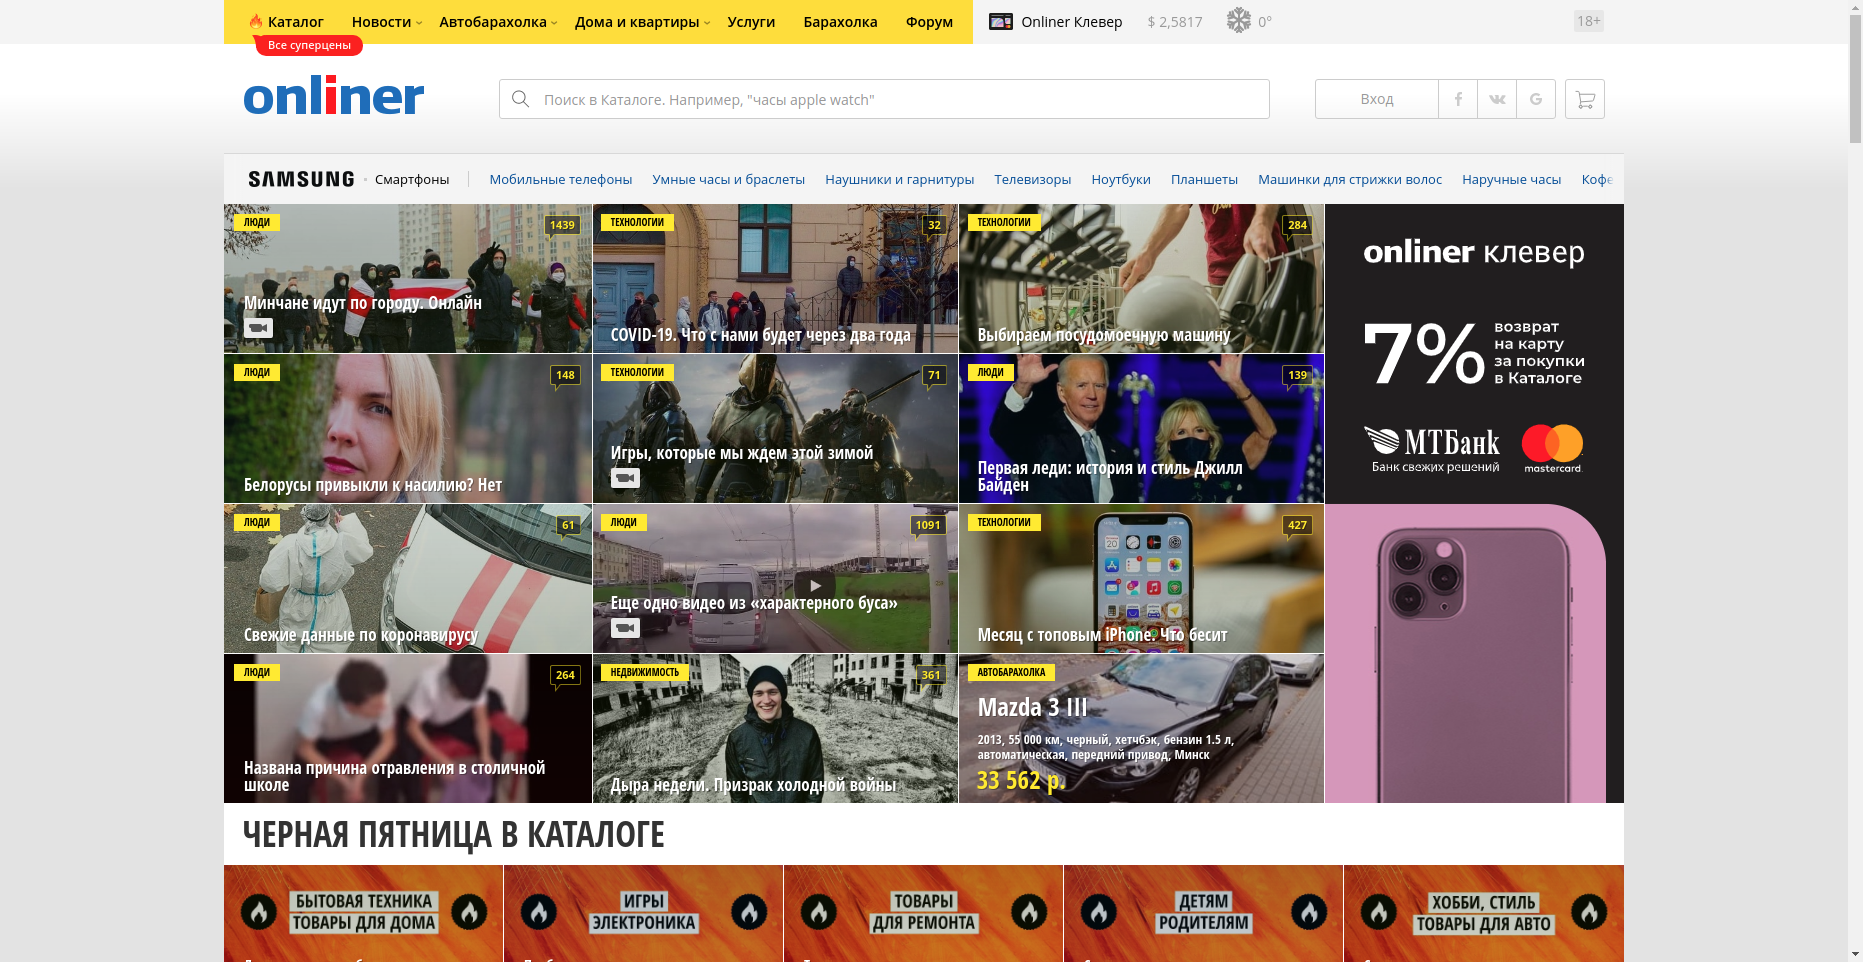 Каталог
Новости
Автобарахолка
Дома и квартиры
Услуги
Барахолка
Форум
Onliner Клевер
$ 2,5817
0°
18+
Все суперцены
onliner
Поиск в Каталоге. Например, "часы apple watch"
Вход
SAMSUNG
Смартфоны
Мобильные телефоны
Умные часы и браслеты
Наушники и гарнитуры
Телевизоры
Ноутбуки
Планшеты
Машинки для стрижки волос
Наручные часы
Кофе
ЛЮДИ
1439
Минчане идут по городу. Онлайн
ТЕХНОЛОГИИ
32
COVID-19. Что с нами будет через два года
ТЕХНОЛОГИИ
284
Выбираем посудомоечную машину
onliner клевер
7%
возврат
на карту
за покупки
в Каталоге
МТБанк
Банк свежих решений
mastercard.
ЛЮДИ
148
Белорусы привыкли к насилию? Нет
ТЕХНОЛОГИИ
71
Игры, которые мы ждем этой зимой
ЛЮДИ
139
Первая леди: история и стиль Джилл
Байден
ЛЮДИ
61
Свежие данные по коронавирусу
ЛЮДИ
1091
Еще одно видео из «характерного буса»
ТЕХНОЛОГИИ
427
Месяц с топовым iPhone. Что бесит
ЛЮДИ
264
Названа причина отравления в столичной
школе
НЕДВИЖИМОСТЬ
361
Дыра недели. Призрак холодной войны
АВТОБАРАХОЛКА
Mazda 3 III
2013, 55 000 км, черный, хетчбэк, бензин 1.5 л,
автоматическая, передний привод, Минск
33 562 р.
ЧЕРНАЯ ПЯТНИЦА В КАТАЛОГЕ
БЫТОВАЯ ТЕХНИКА
ТОВАРЫ ДЛЯ ДОМА
ИГРЫ
ЭЛЕКТРОНИКА
ТОВАРЫ
ДЛЯ РЕМОНТА
ДЕТЯМ
РОДИТЕЛЯМ
ХОББИ, СТИЛЬ
ТОВАРЫ ДЛЯ АВТО